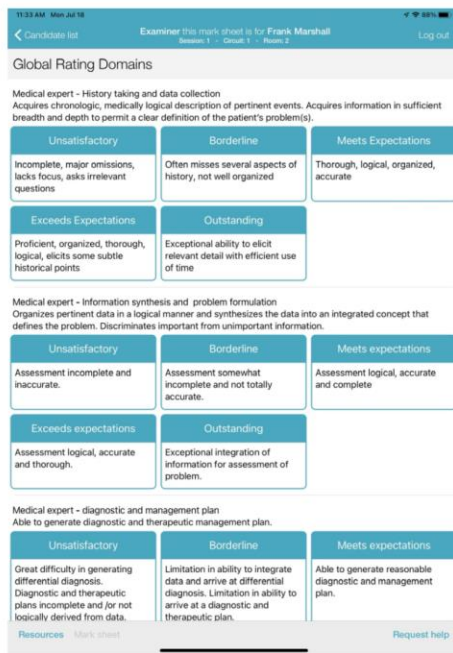 11:33 AM Mon Jul 18
88%
Candidate list
Examiner this mark sheet is for Frank Marshall
Session: 1 - Circuit: 1 - Room: 2
Log out
Global Rating Domains
Medical expert - History taking and data collection
Acquires chronologic, medically logical description of pertinent events. Acquires information in sufficient
breadth and depth to permit a clear definition of the patient's problem(s).
Unsatisfactory
Incomplete, major omissions,
lacks focus, asks irrelevant
questions
Borderline
Often misses several aspects of
history, not well organized
Meets Expectations
Thorough, logical, organized,
accurate
Exceeds Expectations
Proficient, organized, thorough,
logical, elicits some subtle
historical points
Outstanding
Exceptional ability to elicit
relevant detail with efficient use
of time
Medical expert - Information synthesis and problem formulation
Organizes pertinent data in a logical manner and synthesizes the data into an integrated concept that
defines the problem. Discriminates important from unimportant information.
Unsatisfactory
Assessment incomplete and
inaccurate.
Borderline
Assessment somewhat
incomplete and not totally
accurate.
Meets expectations
Assessment logical, accurate
and complete
Exceeds expectations
Assessment logical, accurate
and thorough.
Outstanding
Exceptional integration of
information for assessment of
problem.
Medical expert - diagnostic and management plan
Able to generate diagnostic and therapeutic management plan.
Unsatisfactory
Great difficulty in generating
differential diagnosis.
Diagnostic and therapeutic
plans incomplete and /or not
logically derived from data.
Borderline
Limitation in ability to integrate
data and arrive at differential
diagnosis. Limitation in ability to
arrive at a diagnostic and
therapeutic plan.
Meets expectations
Able to generate reasonable
diagnostic and management
plan.
Resources
Mark sheet
Request help